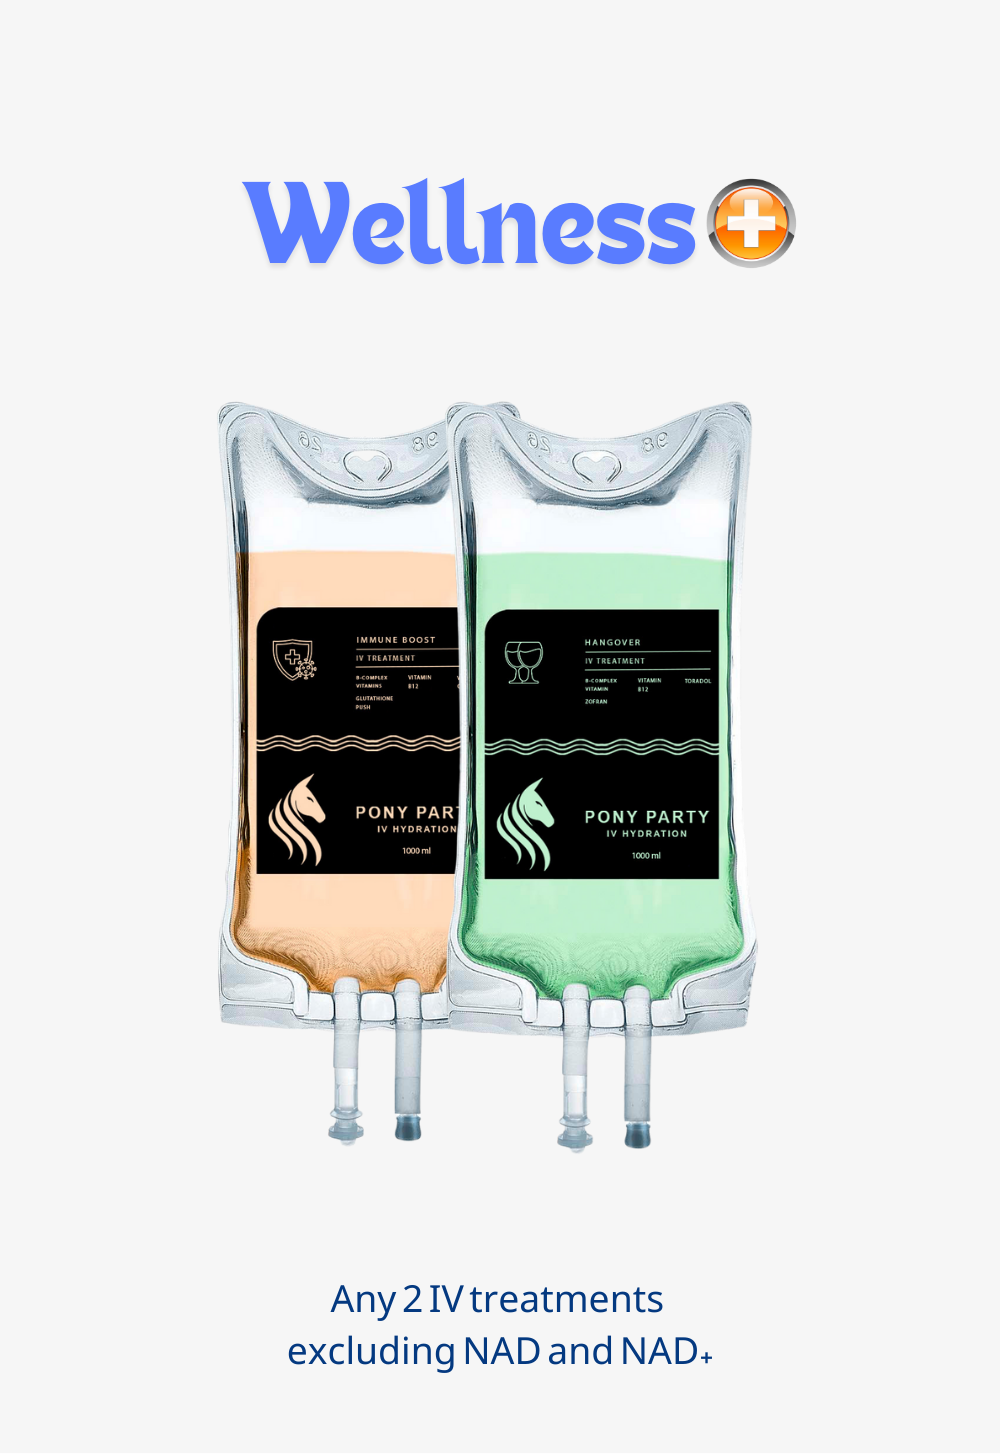 Wellness
IMMUNE BOOST
IV TREATMENT
B-COMPLEX VITAMINS
VITAMIN B12
GLUTATHIONE PUSH
PONY PART
IV HYDRATION
1000 ml
HANGOVER
IV TREATMENT
B-COMPLEX VITAMIN
VITAMIN B12
TORADOL
ZOFRAN
PONY PARTY
IV HYDRATION
1000 ml
Any 2 IV treatments
excluding NAD and NAD+